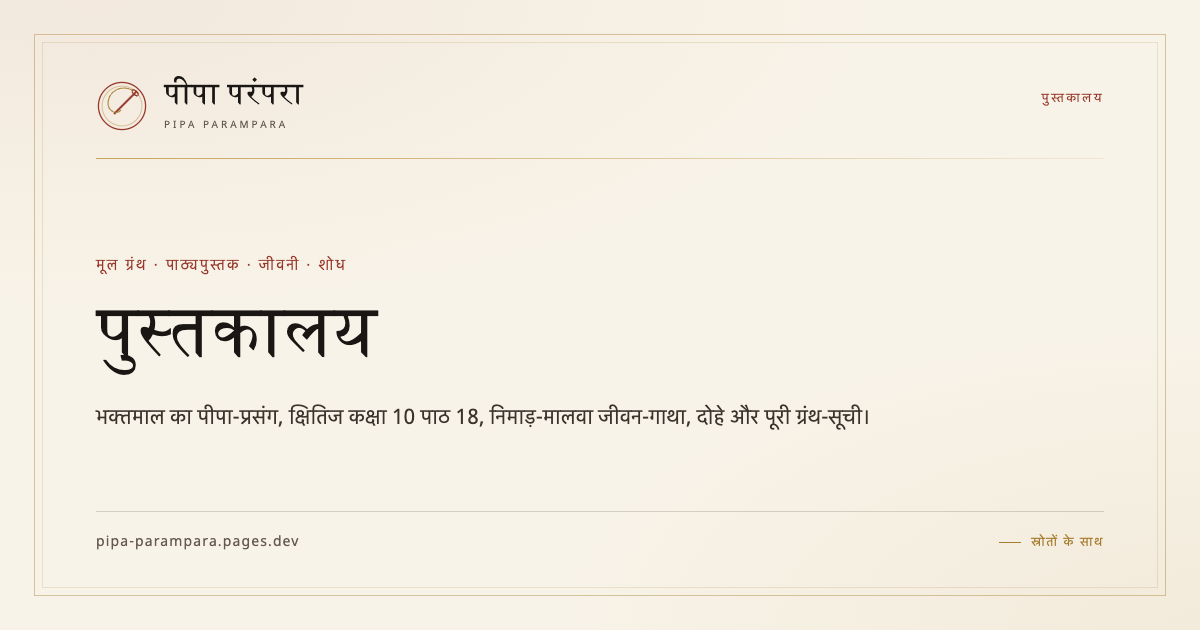 पीपा परंपरा
PIPA PARAMPARA
पुस्तकालय
मूल ग्रंथ · पाठ्यपुस्तक · जीवनी · शोध
पुस्तकालय
भक्तमाल का पीपा-प्रसंग, क्षितिज कक्षा 10 पाठ 18, निमाड़-मालवा जीवन-गाथा, दोहे और पूरी ग्रंथ-सूची।
pipa-parampara.pages.dev
स्रोतों के साथ